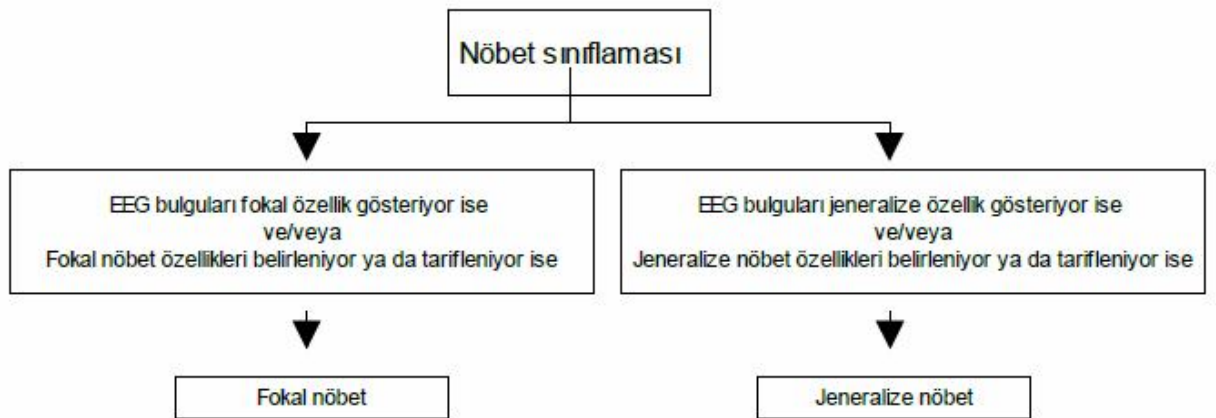 Nöbet sınıflaması
EEG bulguları fokal özellik gösteriyor ise
ve/veya
Fokal nöbet özellikleri belirleniyor ya da tarifleniyor ise
EEG bulguları jeneralize özellik gösteriyor ise
ve/veya
Jeneralize nöbet özellikleri belirleniyor ya da tarifleniyor ise
Fokal nöbet
Jeneralize nöbet